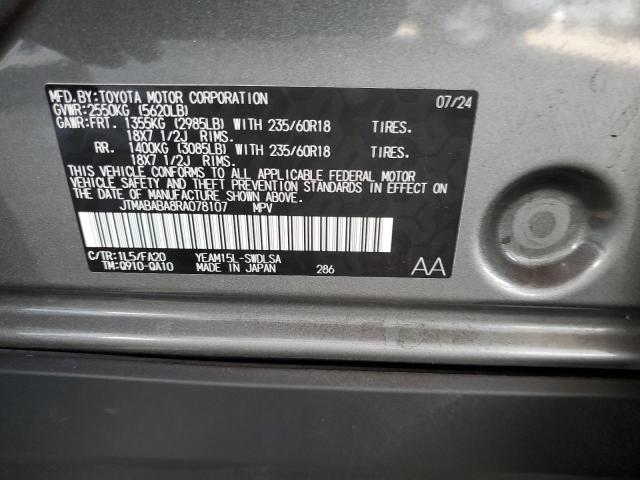 MFD.BY:TOYOTA MOTOR CORPORATION 07/24
GVWR:2550KG (5620LB)
GAWR:FRT. 1355KG (2985LB) WITH 235/60R18 TIRES.
18X7 1/2J RIMS.
RR. 1400KG (3085LB) WITH 235/60R18 TIRES.
18X7 1/2J RIMS.
THIS VEHICLE CONFORMS TO ALL APPLICABLE FEDERAL MOTOR
VEHICLE SAFETY AND THEFT PREVENTION STANDARDS IN EFFECT
ON THE DATE OF MANUFACTURE SHOWN ABOVE.
JTMABABA8RA078107 MPV
C/TR:1L5/FA20 YEAM15L-SWDLSA
TM:Q910-QA10 MADE IN JAPAN 286 AA